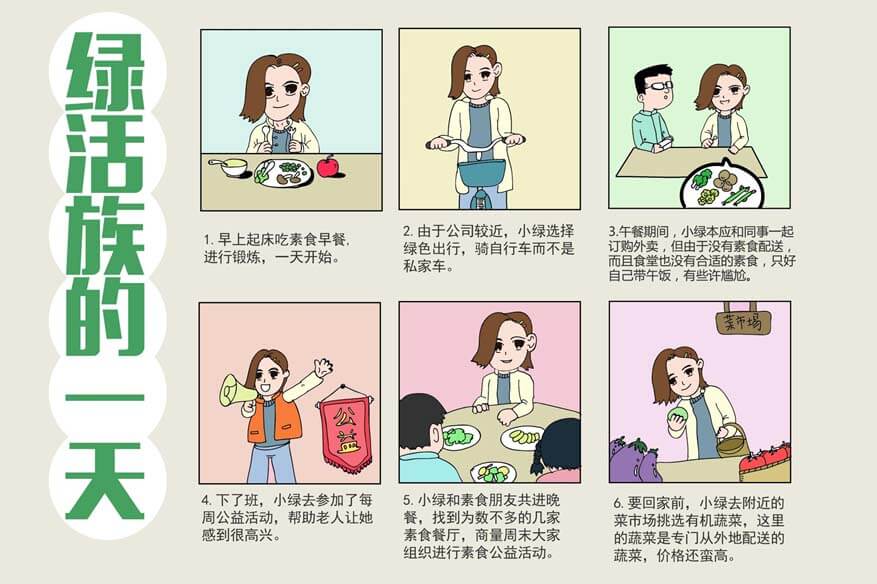 绿活族的一天
1.早上起床吃素食早餐,
进行锻炼，一天开始。
2.由于公司较近，小绿选择
绿色出行，骑自行车而不是
私家车。
3.午餐期间，小绿本应和同事一起
订购外卖，但由于没有素食配送，
而且食堂也没有合适的素食，只好
自己带午饭，有些许尴尬。
公益
菜市场
4.下了班，小绿去参加了每
周公益活动，帮助老人让她
感到很高兴。
5.小绿和素食朋友共进晚
餐，找到为数不多的几家
素食餐厅，商量周末大家
组织进行素食公益活动。
6.要回家前，小绿去附近的
菜市场挑选有机蔬菜，这里
的蔬菜是专门从外地配送的
蔬菜，价格还蛮高。